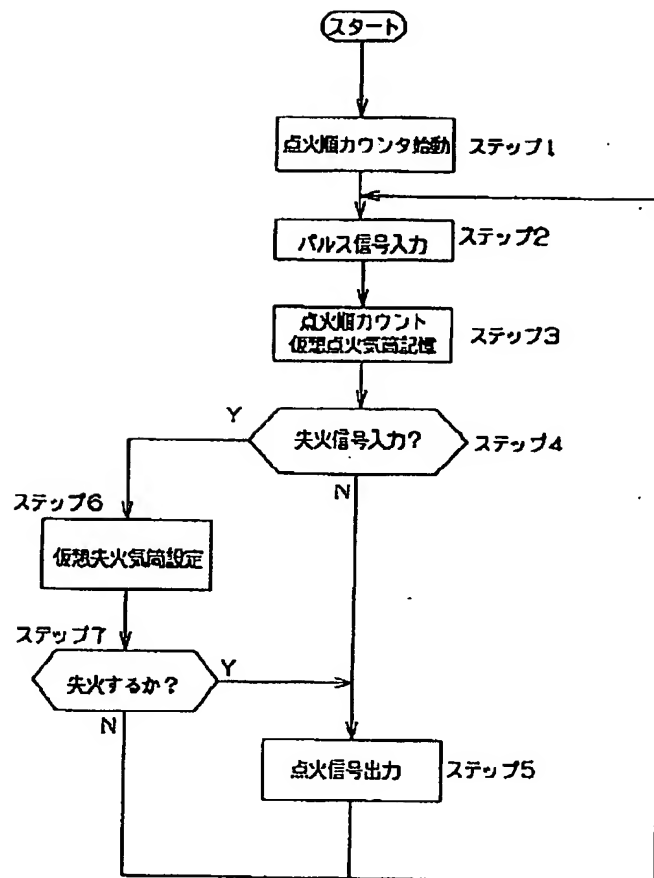 スタート
点火順カウンタ始動
ステップ1
パルス信号入力
ステップ2
点火順カウント
仮想点火気筒記憶
ステップ3
Y
失火信号入力?
ステップ4
N
ステップ6
仮想失火気筒設定
ステップ7
失火するか?
Y
N
点火信号出力
ステップ5